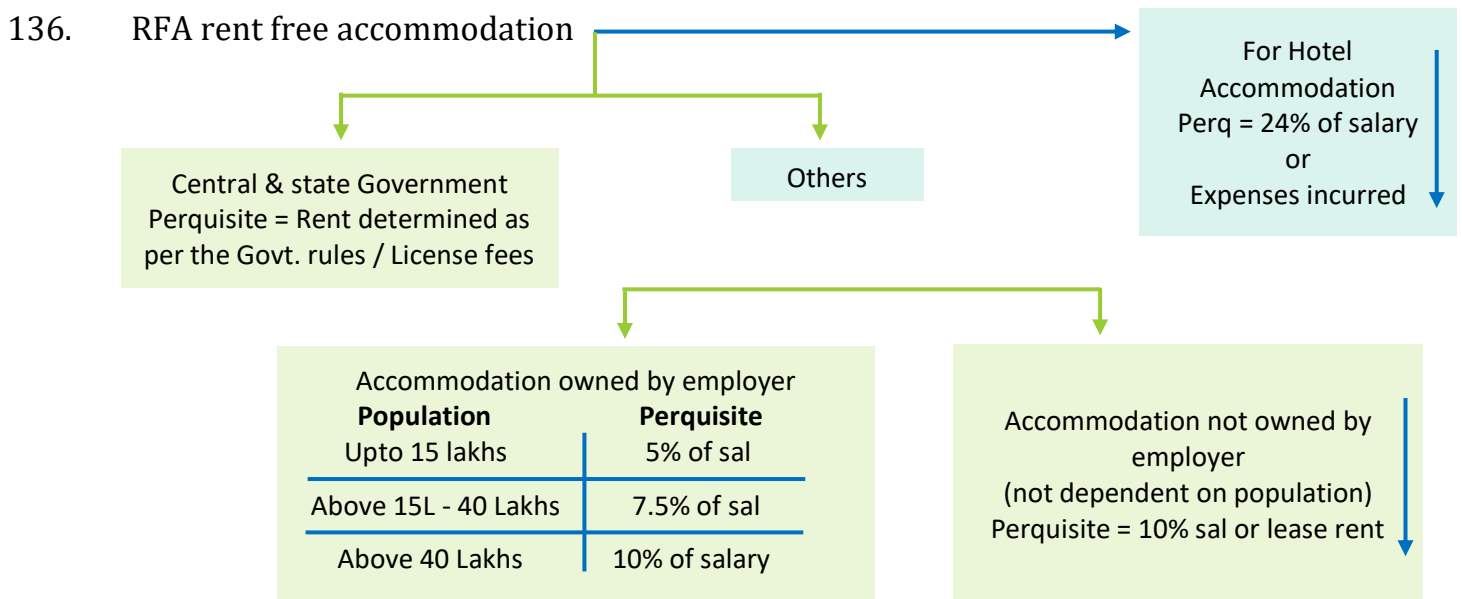 136. RFA rent free accommodation
For Hotel
Accommodation
Perq = 24% of salary
or
Expenses incurred
Central & state Government
Perquisite = Rent determined as
per the Govt. rules / License fees
Others
Accommodation owned by employer
Population Perquisite
Upto 15 lakhs 5% of sal
Above 15L - 40 Lakhs 7.5% of sal
Above 40 Lakhs 10% of salary
Accommodation not owned by
employer
(not dependent on population)
Perquisite = 10% sal or lease rent